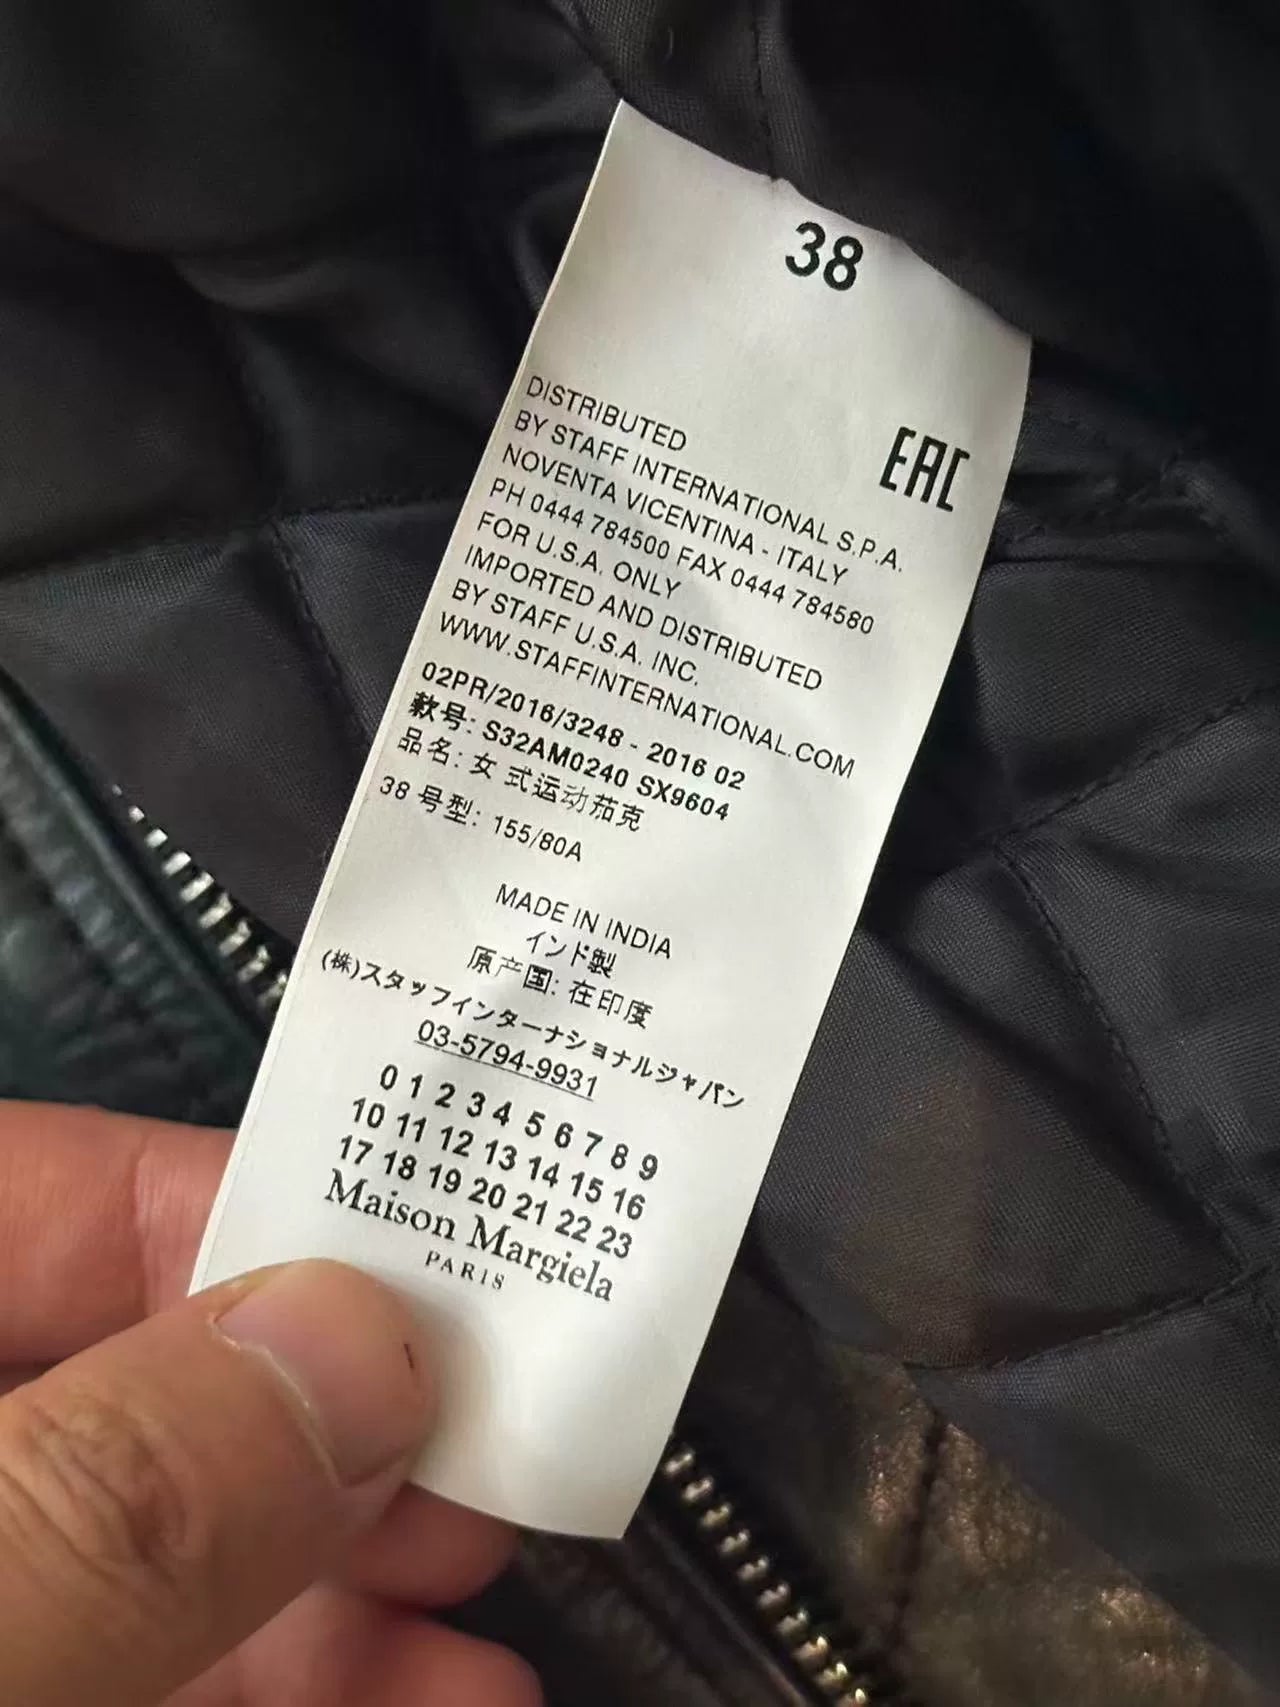 38
EAC
DISTRIBUTED
BY STAFF INTERNATIONAL S.P.A.
NOVENTA VICENTINA - ITALY
PH 0444 784500 FAX 0444 784580
FOR U.S.A. ONLY
IMPORTED AND DISTRIBUTED
BY STAFF U.S.A. INC.
WWW.STAFFINTERNATIONAL.COM
02PR/2016/3248 - 2016 02
款号: S32AM0240 SX9604
品名: 女 式运动茄克
38 号型: 155/80A
MADE IN INDIA
インド製
原产国: 在印度
(株)スタッフインターナショナルジャパン
03-5794-9931
0 1 2 3 4 5 6 7 8 9
10 11 12 13 14 15 16
17 18 19 20 21 22 23
Maison Margiela
PARIS